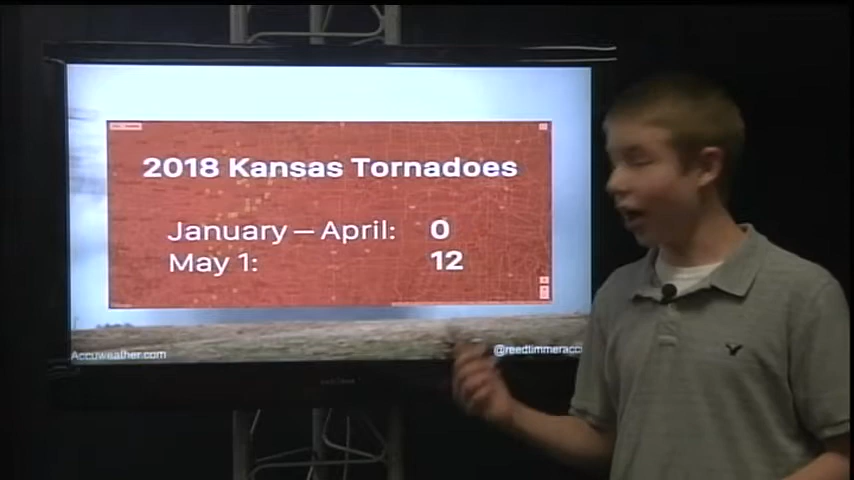 2018 Kansas Tornadoes
January – April: 0
May 1: 12
Accuweather.com
@reedtimmeracc